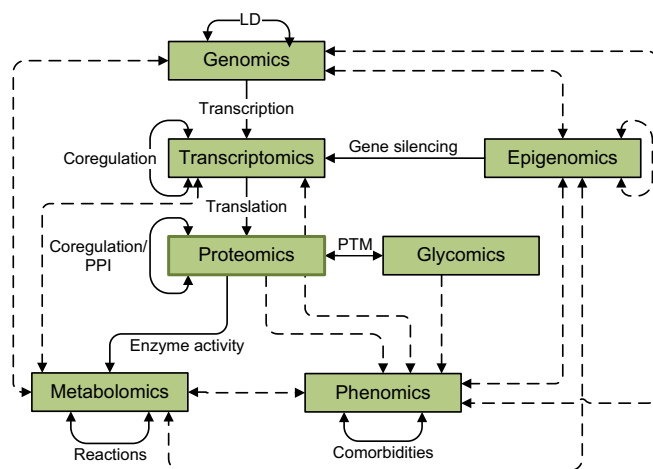 LD
Genomics
Transcription
Coregulation
Transcriptomics
Gene silencing
Epigenomics
Translation
Coregulation/
PPI
Proteomics
PTM
Glycomics
Enzyme activity
Metabolomics
Phenomics
Reactions
Comorbidities